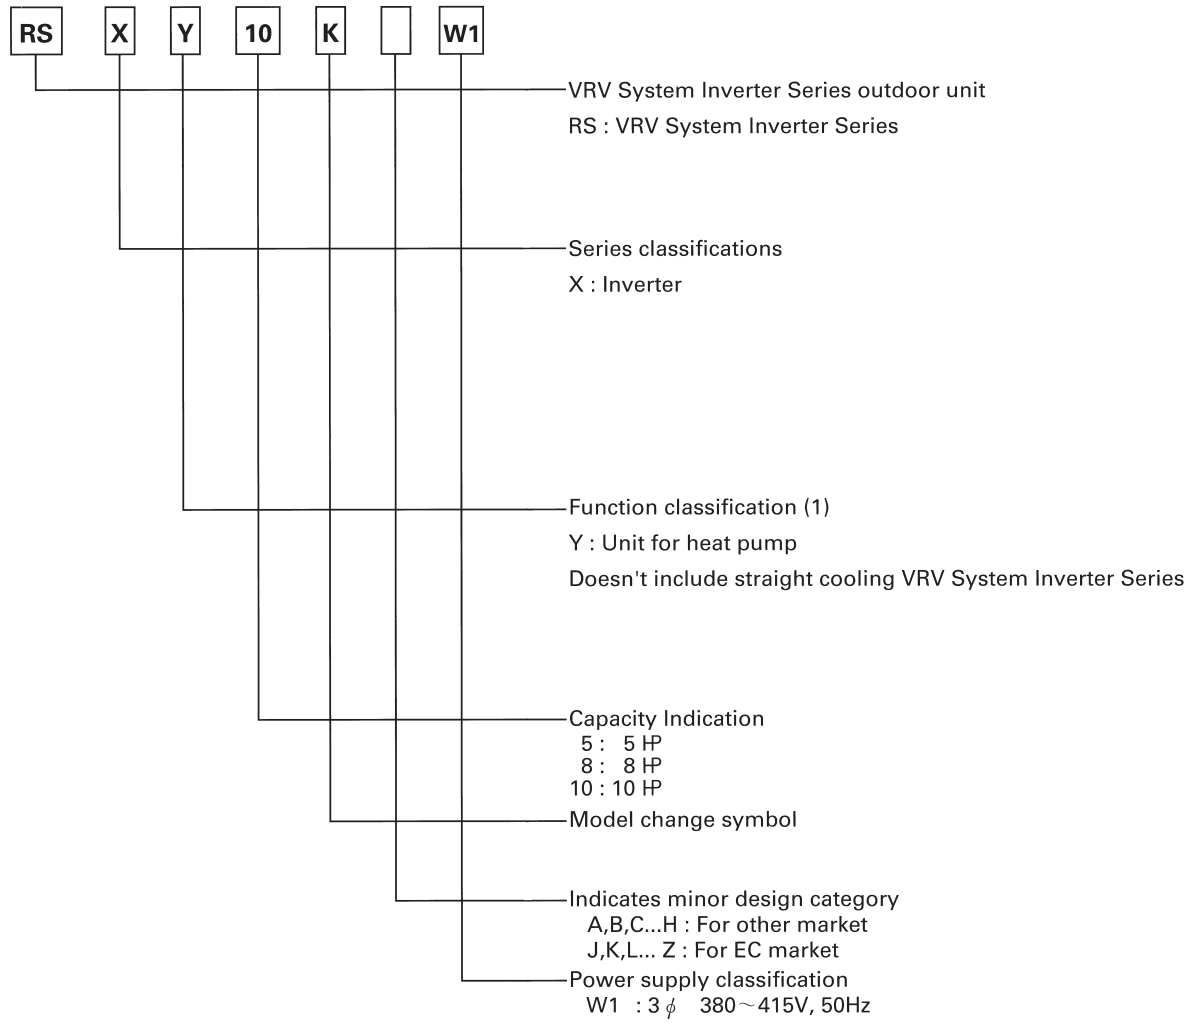 RS X Y 10 K W1
VRV System Inverter Series outdoor unit
RS : VRV System Inverter Series
Series classifications
X : Inverter
Function classification (1)
Y : Unit for heat pump
Doesn't include straight cooling VRV System Inverter Series
Capacity Indication
5 : 5 HP
8 : 8 HP
10 : 10 HP
Model change symbol
Indicates minor design category
A,B,C...H : For other market
J,K,L... Z : For EC market
Power supply classification
W1 : 3 ϕ 380～415V, 50Hz